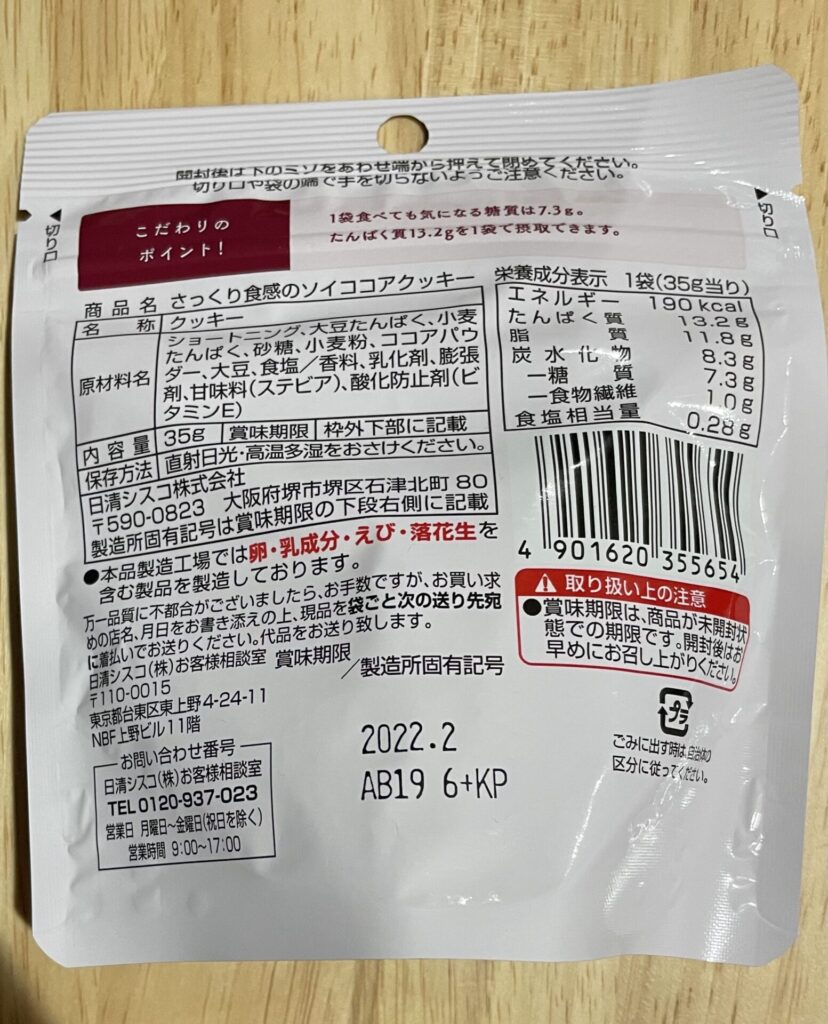 開封後は下のミゾをあわせ端から押えて閉めてください。
切り口や袋の端で手を切らないようご注意ください。
◀切り口
◀切り口
こだわりの
ポイント!
1袋食べても気になる糖質は7.3g。
たんぱく質13.2gを1袋で摂取できます。
商品名 さっくり食感のソイココアクッキー
名称 クッキー
原材料名
ショートニング、大豆たんぱく、小麦
たんぱく、砂糖、小麦粉、ココアパウ
ダー、大豆、食塩/香料、乳化剤、膨張
剤、甘味料(ステビア)、酸化防止剤(ビ
タミンE)
内容量 35g 賞味期限 枠外下部に記載
保存方法 直射日光・高温多湿をおさけください。
日清シスコ株式会社
〒590-0823 大阪府堺市堺区石津北町80
製造所固有記号は賞味期限の下段右側に記載
●本品製造工場では卵・乳成分・えび・落花生を
含む製品を製造しております。
万一品質に不都合がございましたら、お手数ですが、お買い求
めの店名、月日をお書き添えの上、現品を袋ごと次の送り先宛
に着払いでお送りください。代品をお送り致します。
日清シスコ(株)お客様相談室
〒110-0015
東京都台東区東上野4-24-11
NBF上野ビル11階
お問い合わせ番号
日清シスコ(株)お客様相談室
TEL 0120-937-023
営業日 月曜日~金曜日(祝日を除く)
営業時間 9:00~17:00
賞味期限
/製造所固有記号
2022.2
AB19 6+KP
栄養成分表示 1袋(35g当り)
エネルギー 190kcal
たんぱく質 13.2g
脂質 11.8g
炭水化物 8.3g
-糖質 7.3g
-食物繊維 1.0g
食塩相当量 0.28g
4 901620 355654
取り扱い上の注意
●賞味期限は、商品が未開封状
態での期限です。開封後はお
早めにお召し上がりください。
プラ
ごみに出す時は、自治体の
区分に従ってください。